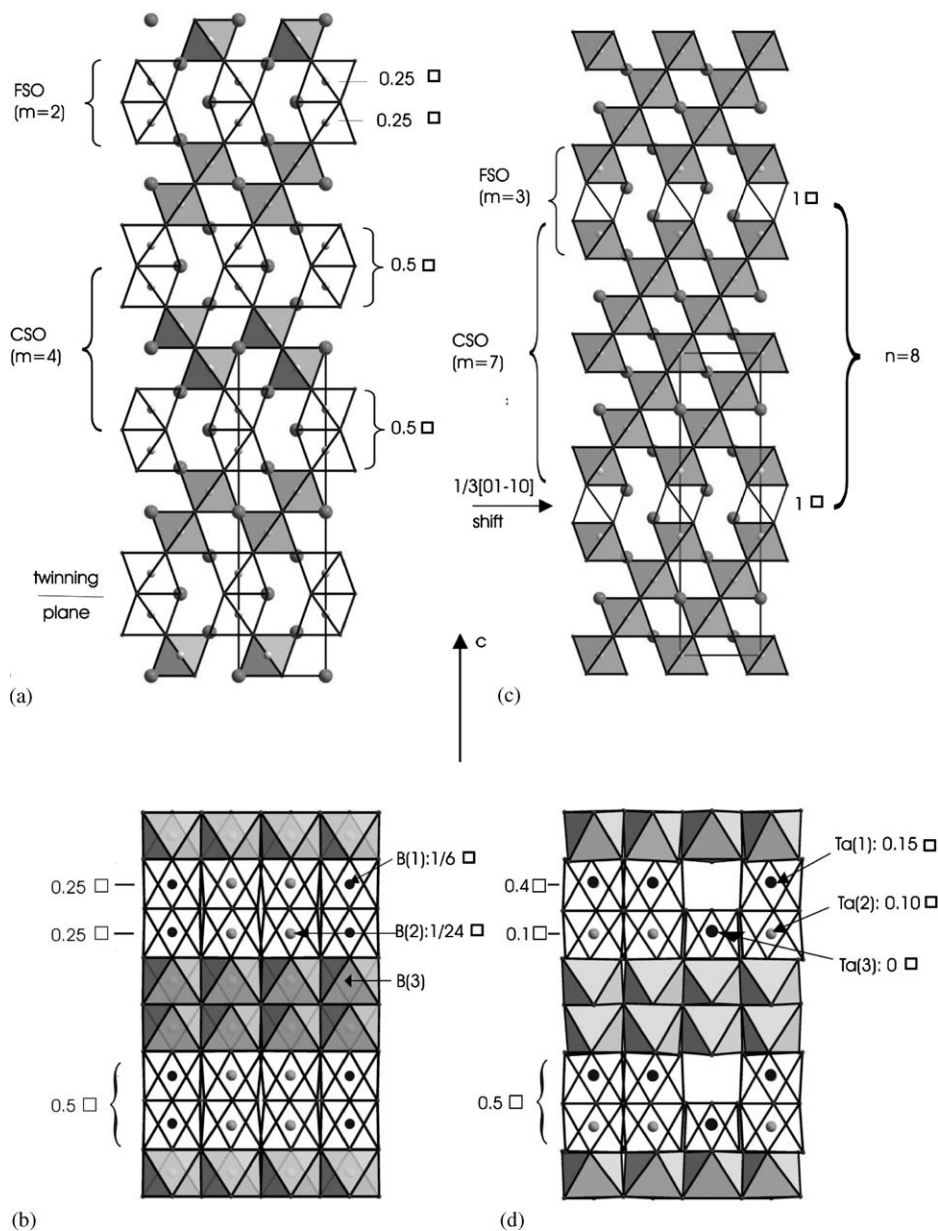 FSO
(m=2)
0.25 □
0.25 □
0.5 □
CSO
(m=4)
0.5 □
twinning
plane
(a)
c
FSO
(m=3)
1 □
CSO
(m=7)
:
n=8
1/3[01-10]
shift
1 □
(c)
0.25 □
0.25 □
B(1):1/6 □
B(2):1/24 □
B(3)
0.5 □
(b)
0.4 □
0.1 □
Ta(1): 0.15 □
Ta(2): 0.10 □
Ta(3): 0 □
0.5 □
(d)